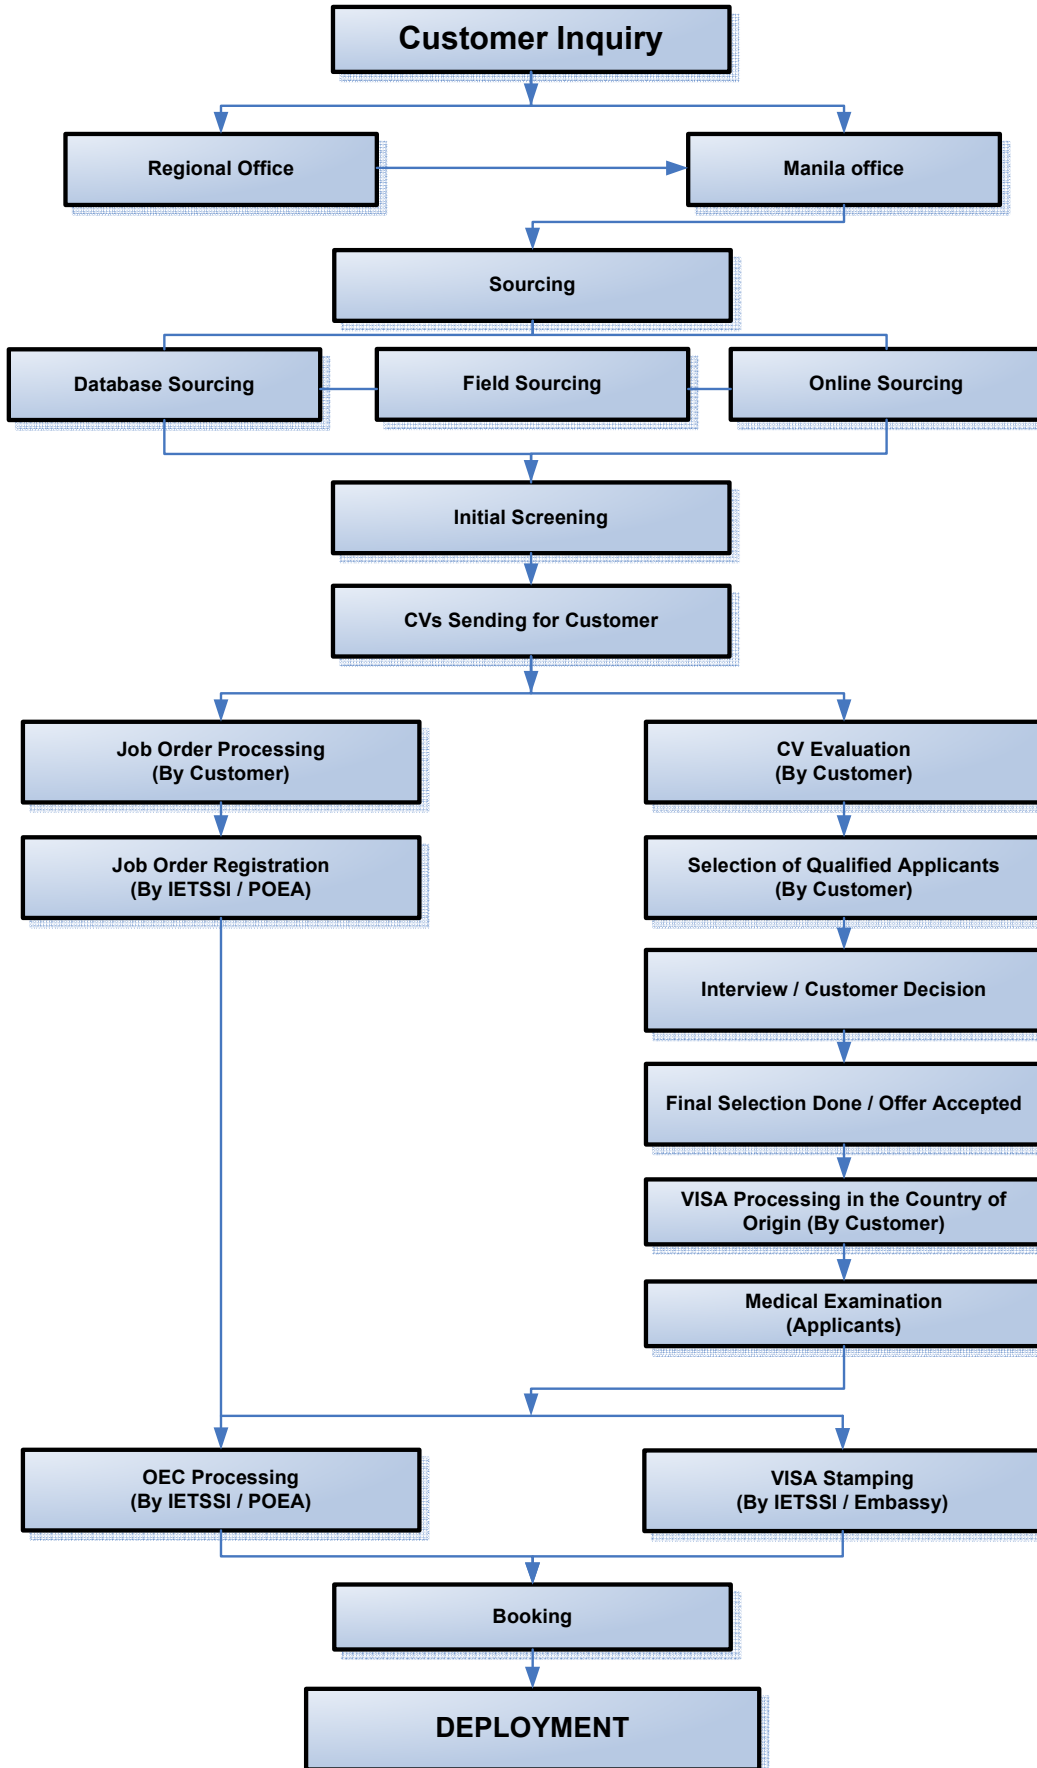 Customer Inquiry
Regional Office
Manila office
Sourcing
Database Sourcing
Field Sourcing
Online Sourcing
Initial Screening
CVs Sending for Customer
Job Order Processing
(By Customer)
CV Evaluation
(By Customer)
Job Order Registration
(By IETSSI / POEA)
Selection of Qualified Applicants
(By Customer)
Interview / Customer Decision
Final Selection Done / Offer Accepted
VISA Processing in the Country of
Origin (By Customer)
Medical Examination
(Applicants)
OEC Processing
(By IETSSI / POEA)
VISA Stamping
(By IETSSI / Embassy)
Booking
DEPLOYMENT